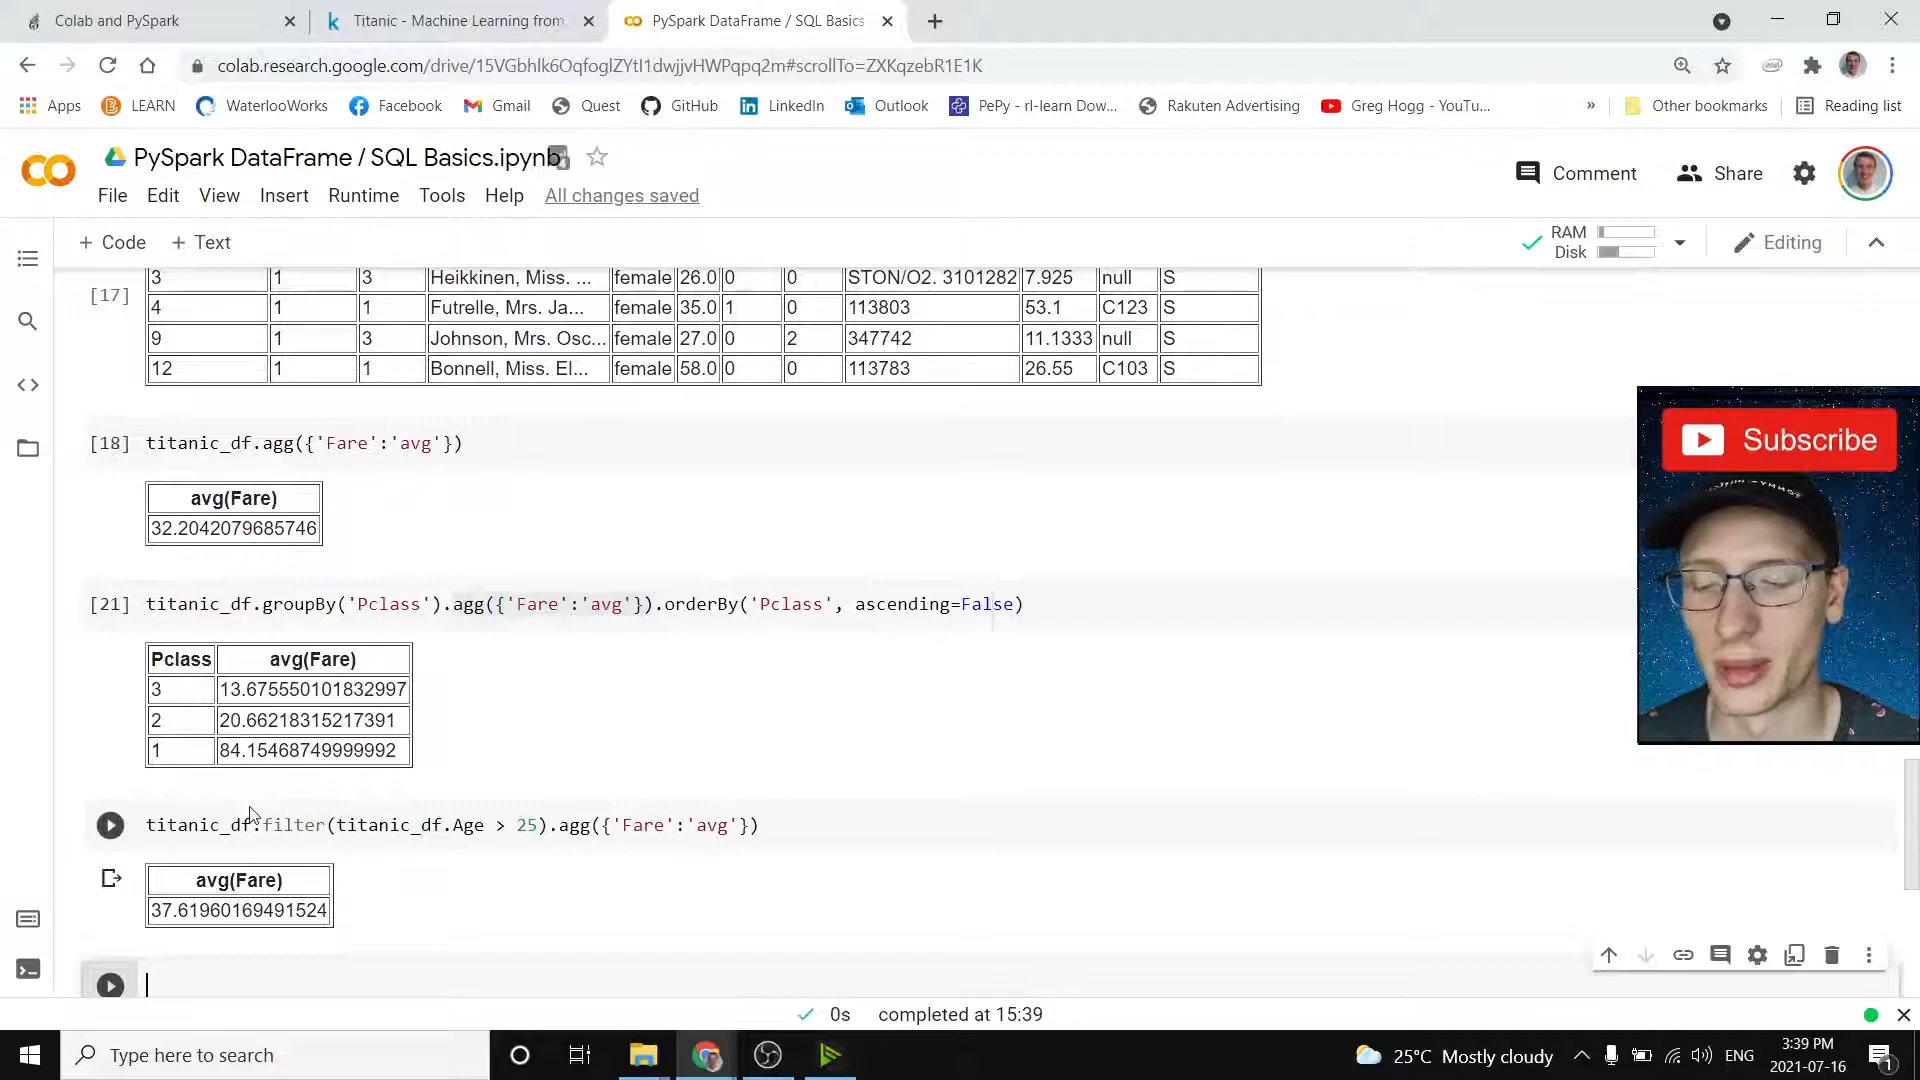 Colab and PySpark
Titanic - Machine Learning from
PySpark DataFrame / SQL Basics
colab.research.google.com/drive/15VGbhlk6OqfoglZYtI1dwjjvHWPqpq2m#scrollTo=ZXKqzebR1E1K
Apps LEARN WaterlooWorks Facebook Gmail Quest GitHub LinkedIn Outlook PePy - rl-learn Dow... Rakuten Advertising Greg Hogg - YouTu... » Other bookmarks Reading list
PySpark DataFrame / SQL Basics.ipynb
Comment Share
File Edit View Insert Runtime Tools Help All changes saved
+ Code + Text
RAM
Disk
Editing
[17]
3 1 3 Heikkinen, Miss. ... female 26.0 0 0 STON/O2. 3101282 7.925 null S
4 1 1 Futrelle, Mrs. Ja... female 35.0 1 0 113803 53.1 C123 S
9 1 3 Johnson, Mrs. Osc... female 27.0 0 2 347742 11.1333 null S
12 1 1 Bonnell, Miss. El... female 58.0 0 0 113783 26.55 C103 S
Subscribe
[18] titanic_df.agg({'Fare':'avg'})
avg(Fare)
32.2042079685746
[21] titanic_df.groupBy('Pclass').agg({'Fare':'avg'}).orderBy('Pclass', ascending=False)
Pclass avg(Fare)
3 13.675550101832997
2 20.66218315217391
1 84.15468749999992
titanic_df.filter(titanic_df.Age > 25).agg({'Fare':'avg'})
avg(Fare)
37.61960169491524
0s completed at 15:39
Type here to search
25°C Mostly cloudy
ENG
3:39 PM
2021-07-16
1